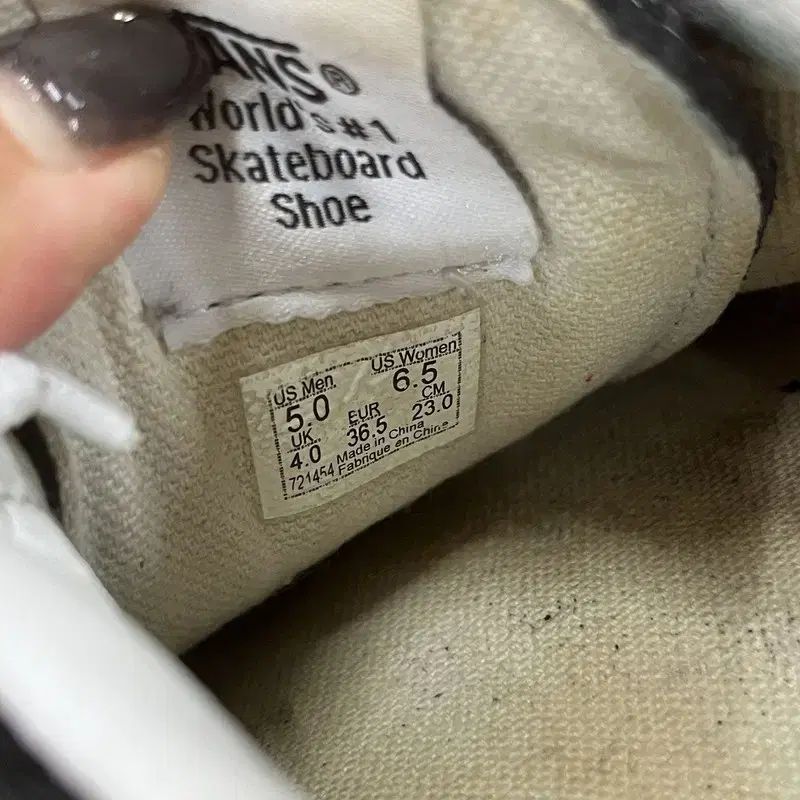 VANS®
World's #1
Skateboard
Shoe
US Men US Women
5.0 6.5
UK EUR CM
4.0 36.5 23.0
721454 Made in China
Fabriqué en Chine